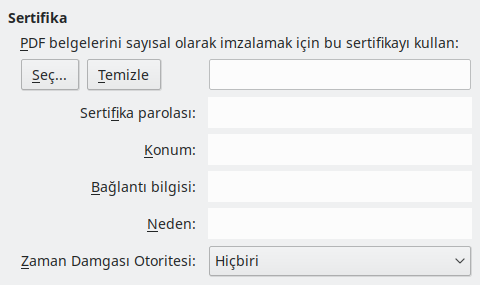 Sertifika
PDF belgelerini sayısal olarak imzalamak için bu sertifikayı kullan:
Seç... Temizle
Sertifika parolası:
Konum:
Bağlantı bilgisi:
Neden:
Zaman Damgası Otoritesi: Hiçbiri